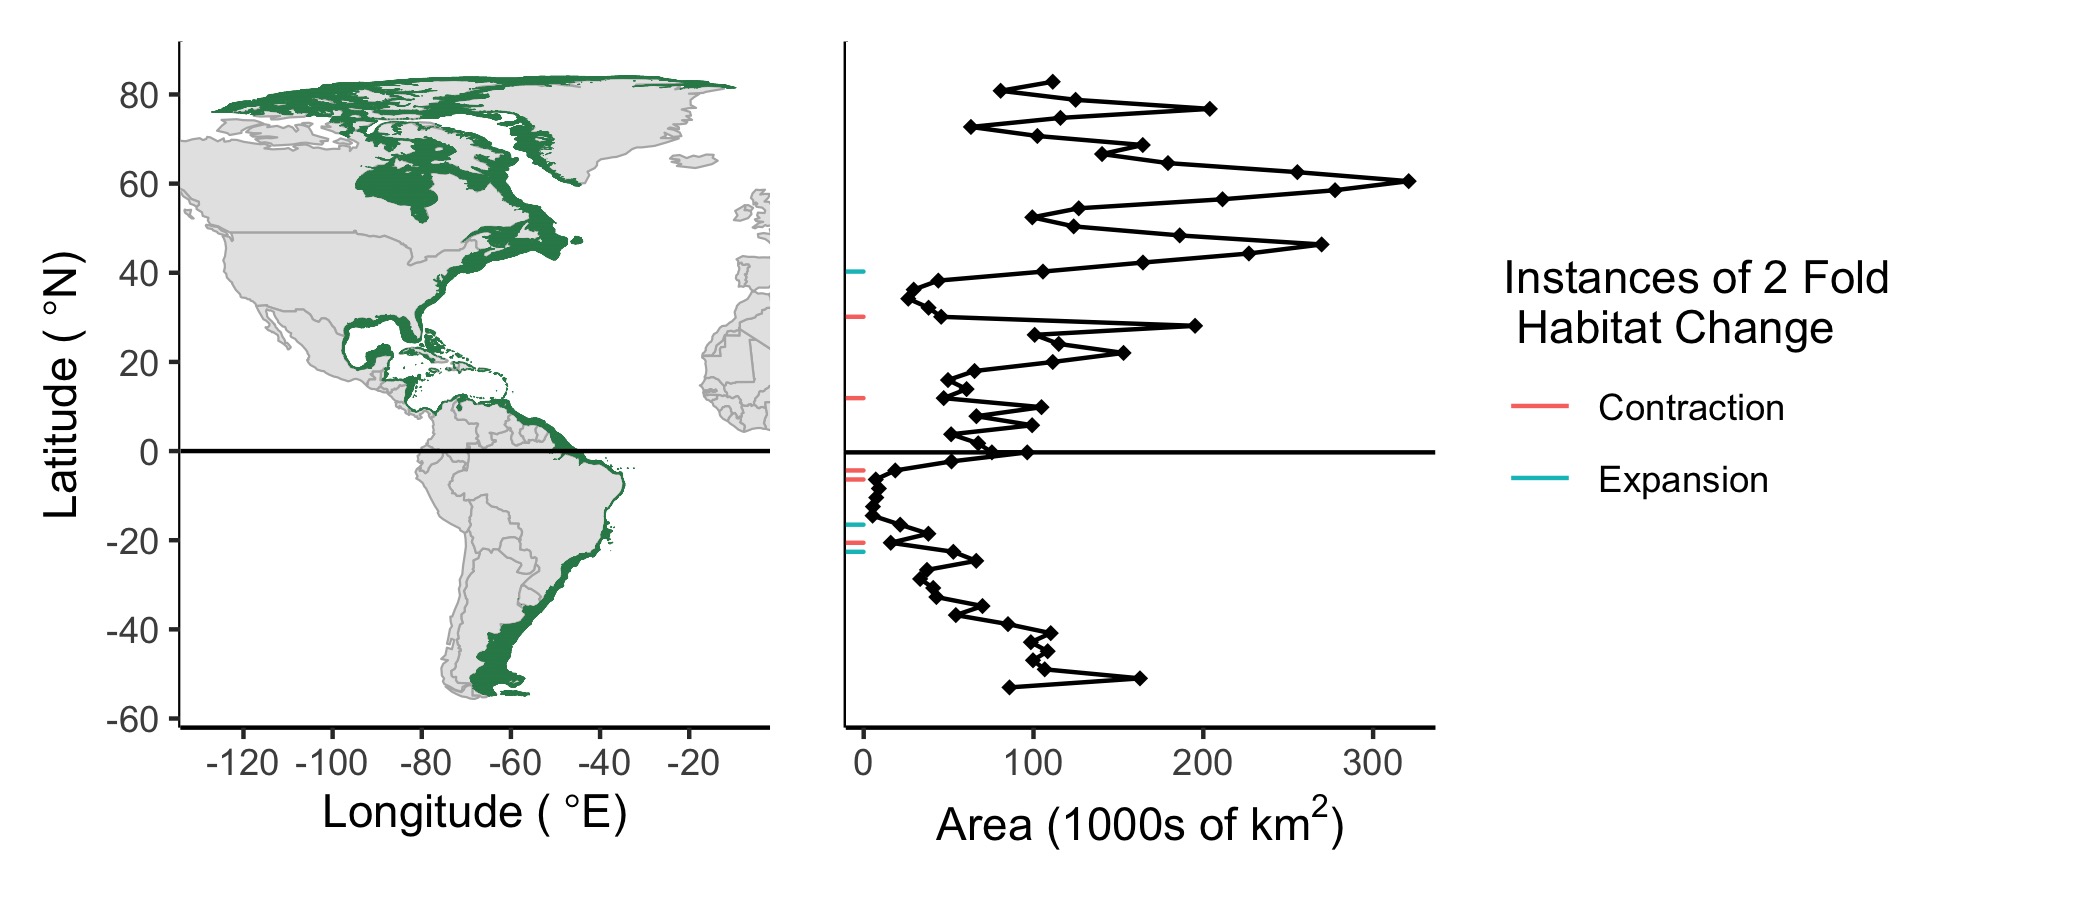 Latitude ( °N)
80
60
40
20
0
-20
-40
-60
-120 -100 -80 -60 -40 -20
Longitude ( °E)
0 100 200 300
Area (1000s of km²)
Instances of 2 Fold
Habitat Change
Contraction
Expansion